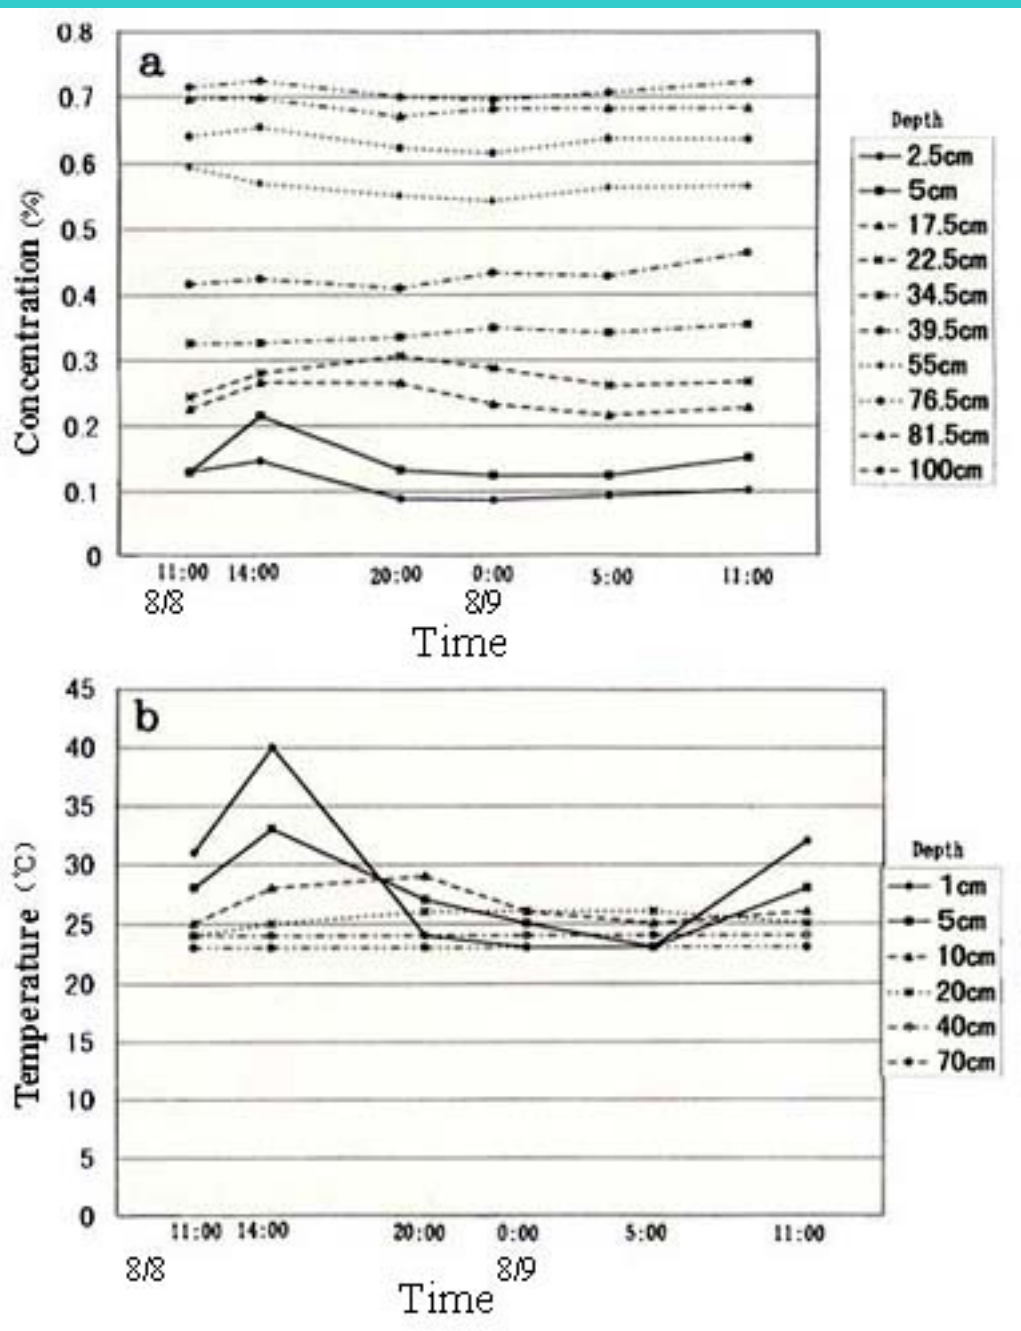 a
0.8
0.7
0.6
0.5
0.4
0.3
0.2
0.1
0
Concentration (%)
11:00 14:00 20:00 0:00 5:00 11:00
8/8 8/9
Time
Depth
2.5cm
5cm
17.5cm
22.5cm
34.5cm
39.5cm
55cm
76.5cm
81.5cm
100cm
b
45
40
35
30
25
20
15
10
5
0
Temperature (℃)
11:00 14:00 20:00 0:00 5:00 11:00
8/8 8/9
Time
Depth
1cm
5cm
10cm
20cm
40cm
70cm